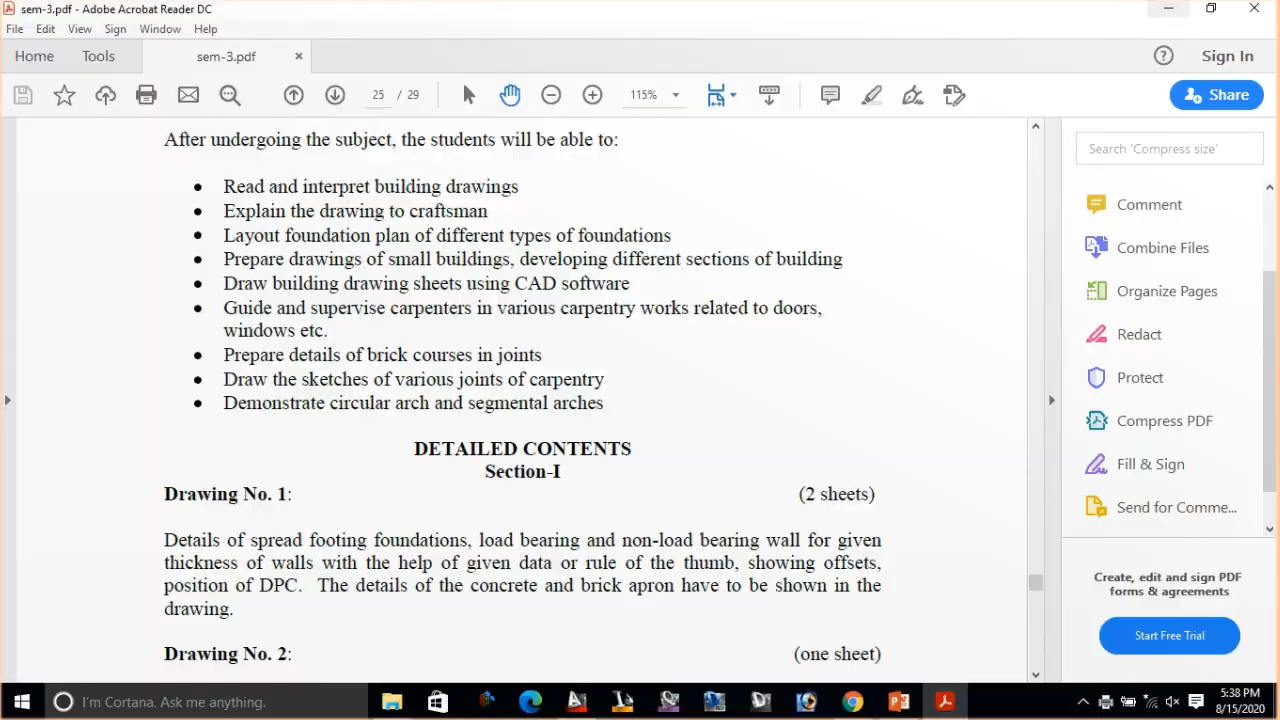 sem-3.pdf - Adobe Acrobat Reader DC
File Edit View Sign Window Help
Home Tools sem-3.pdf × ? Sign In
25 / 29 115% Share
After undergoing the subject, the students will be able to:
• Read and interpret building drawings
• Explain the drawing to craftsman
• Layout foundation plan of different types of foundations
• Prepare drawings of small buildings, developing different sections of building
• Draw building drawing sheets using CAD software
• Guide and supervise carpenters in various carpentry works related to doors,
windows etc.
• Prepare details of brick courses in joints
• Draw the sketches of various joints of carpentry
• Demonstrate circular arch and segmental arches
DETAILED CONTENTS
Section-I
Drawing No. 1: (2 sheets)
Details of spread footing foundations, load bearing and non-load bearing wall for given
thickness of walls with the help of given data or rule of the thumb, showing offsets,
position of DPC. The details of the concrete and brick apron have to be shown in the
drawing.
Drawing No. 2: (one sheet)
Search 'Compress size'
Comment
Combine Files
Organize Pages
Redact
Protect
Compress PDF
Fill & Sign
Send for Comme...
Create, edit and sign PDF
forms & agreements
Start Free Trial
I'm Cortana. Ask me anything.
5:38 PM
8/15/2020